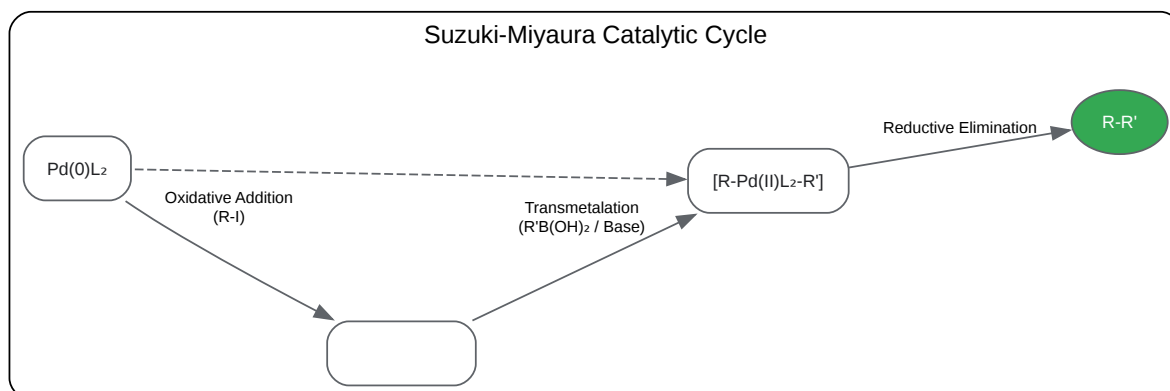 Suzuki-Miyaura Catalytic Cycle
Reductive Elimination
R-R'
Pd(0)L₂
[R-Pd(II)L₂-R']
Oxidative Addition
(R-I)
Transmetalation
(R'B(OH)₂ / Base)